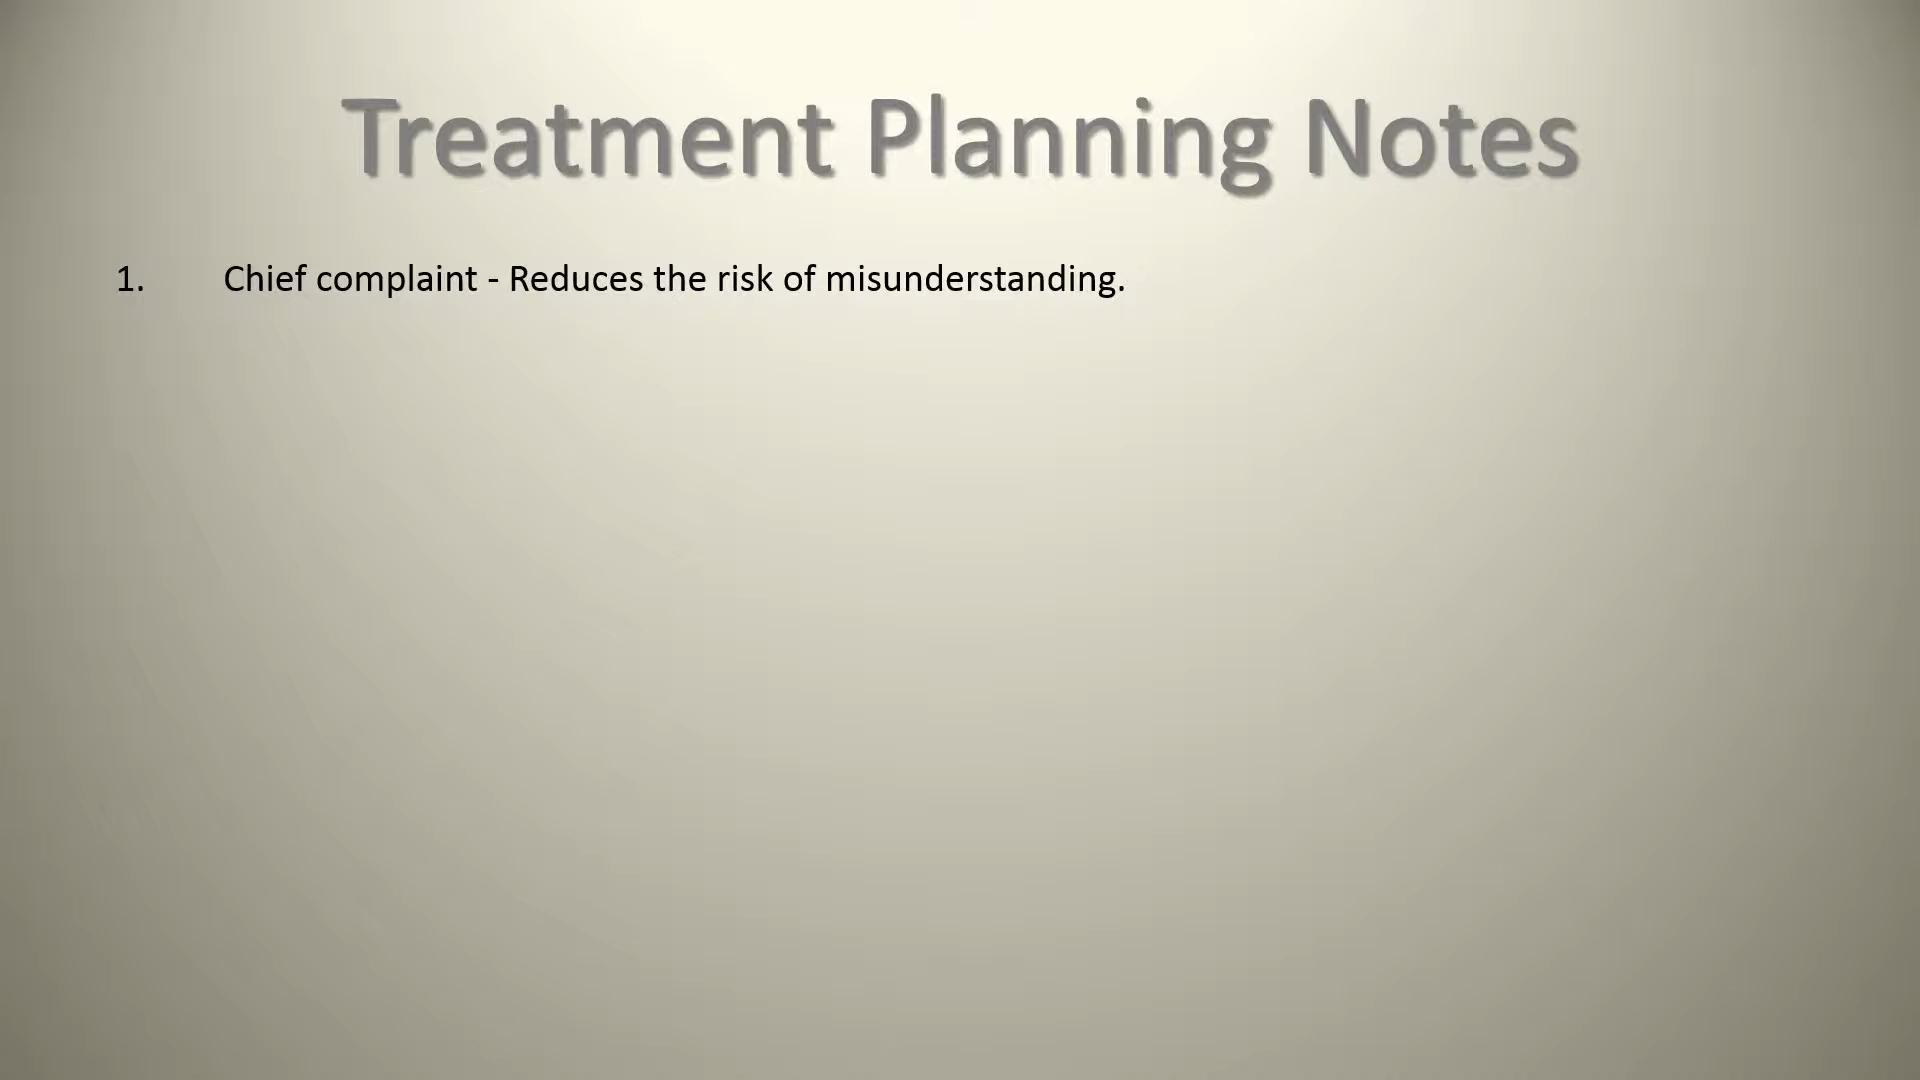 Treatment Planning Notes
1. Chief complaint - Reduces the risk of misunderstanding.